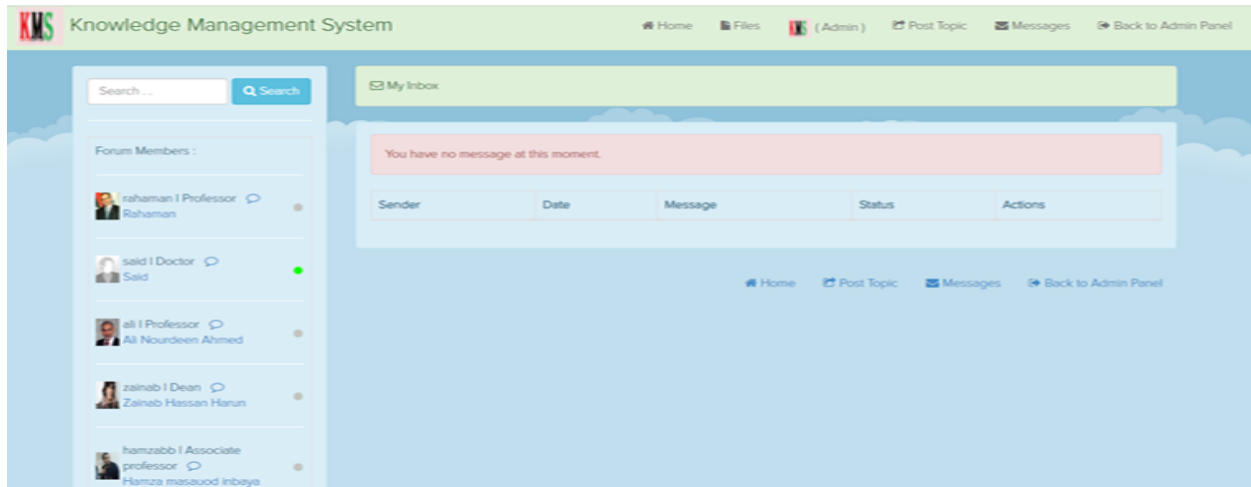 KMS Knowledge Management System
Home Files KMS ( Admin ) Post Topic Messages Back to Admin Panel
Search ...
Search
Forum Members :
rahaman | Professor
Rahaman
said | Doctor
Said
ali | Professor
Ali Nourdeen Ahmed
zainab | Dean
Zainab Hassan Harun
hamzabb | Associate
professor
Hamza masauod inbaya
My Inbox
You have no message at this moment.
Sender Date Message Status Actions
Home Post Topic Messages Back to Admin Panel